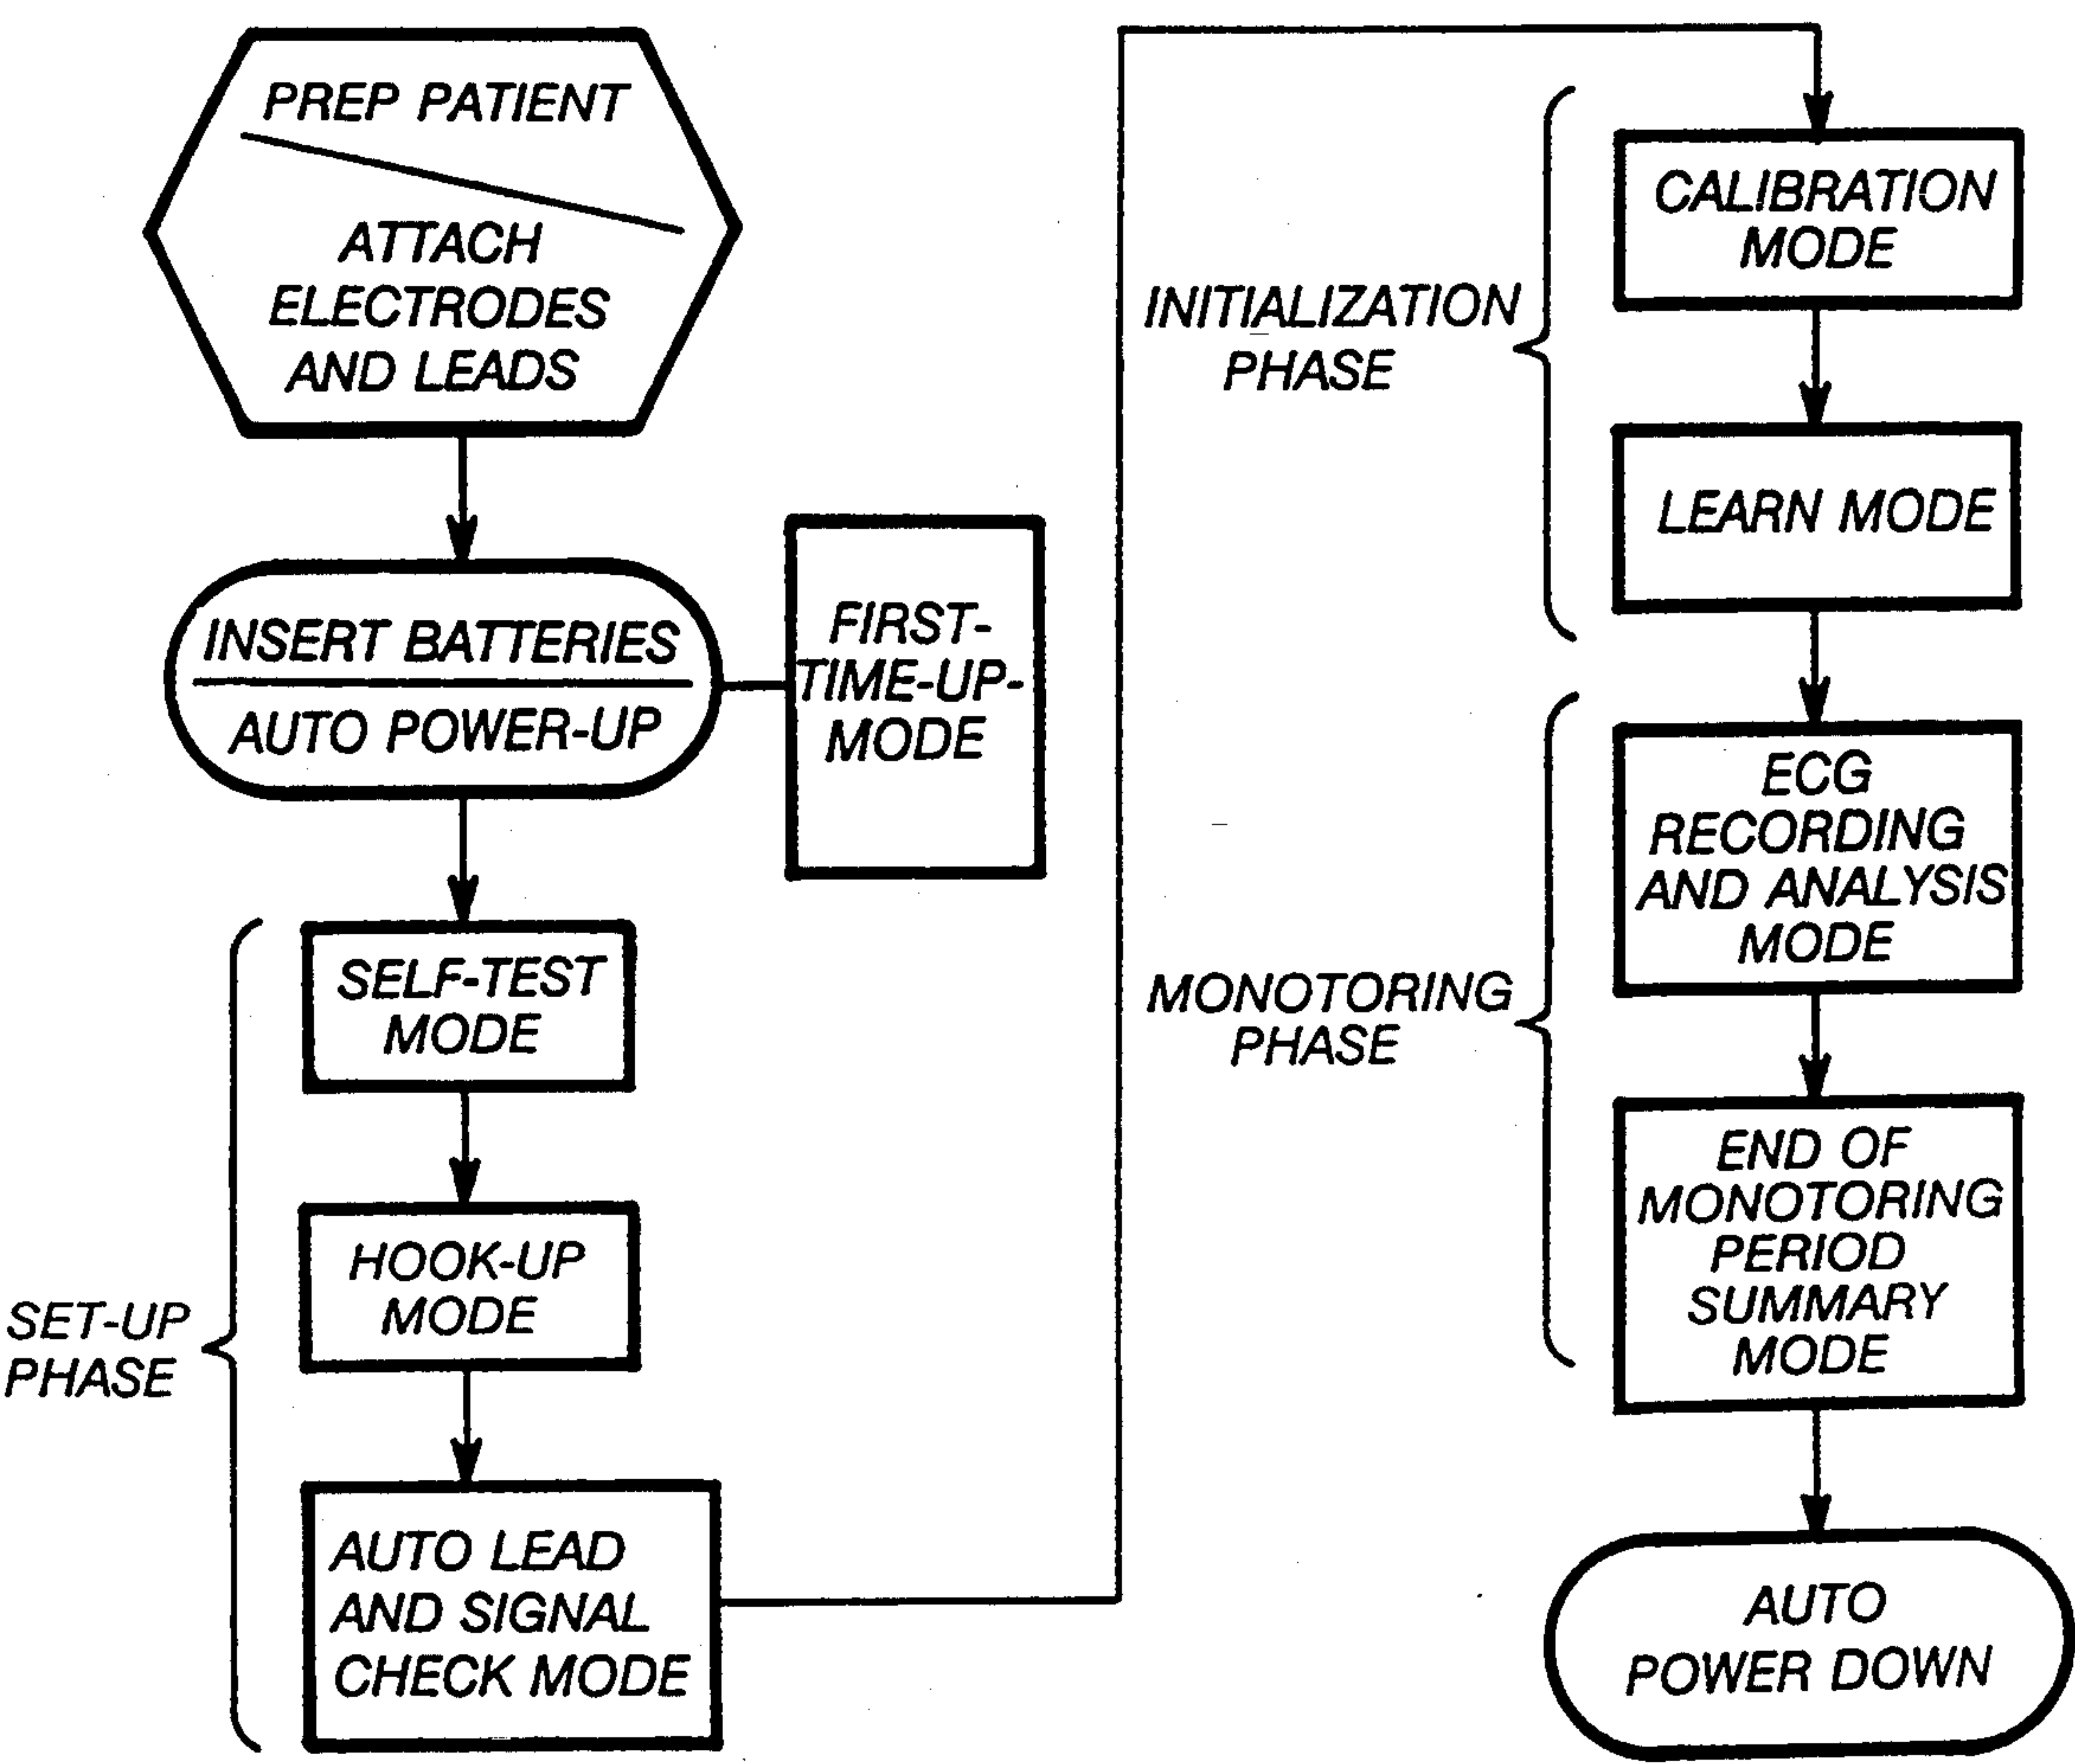 PREP PATIENT
ATTACH
ELECTRODES
AND LEADS
INSERT BATTERIES
AUTO POWER-UP
FIRST-
TIME-UP-
MODE
SET-UP
PHASE
SELF-TEST
MODE
HOOK-UP
MODE
AUTO LEAD
AND SIGNAL
CHECK MODE
INITIALIZATION
PHASE
CALIBRATION
MODE
LEARN MODE
MONOTORING
PHASE
ECG
RECORDING
AND ANALYSIS
MODE
END OF
MONOTORING
PERIOD
SUMMARY
MODE
AUTO
POWER DOWN